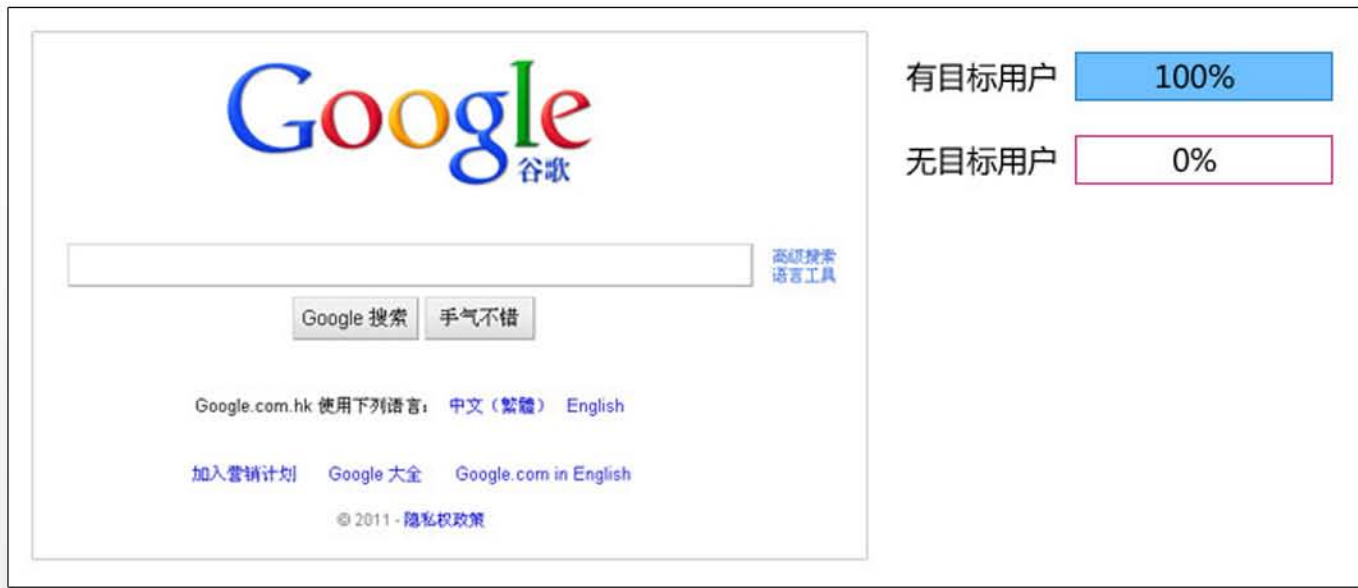 Google
谷歌
高级搜索
语言工具
Google 搜索 手气不错
Google.com.hk 使用下列语言： 中文（繁體） English
加入营销计划 Google 大全 Google.com in English
© 2011 - 隐私权政策
有目标用户 100%
无目标用户 0%